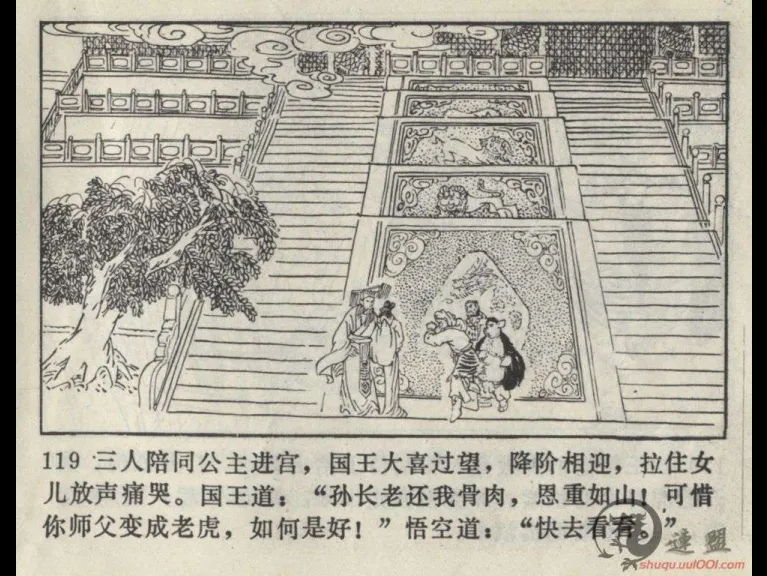 119 三人陪同公主进宫，国王大喜过望，降阶相迎，拉住女
儿放声痛哭。国王道：“孙长老还我骨肉，恩重如山！可惜
你师父变成老虎，如何是好！”悟空道：“快去看看。”
連盟
shuqu.uu1001.com